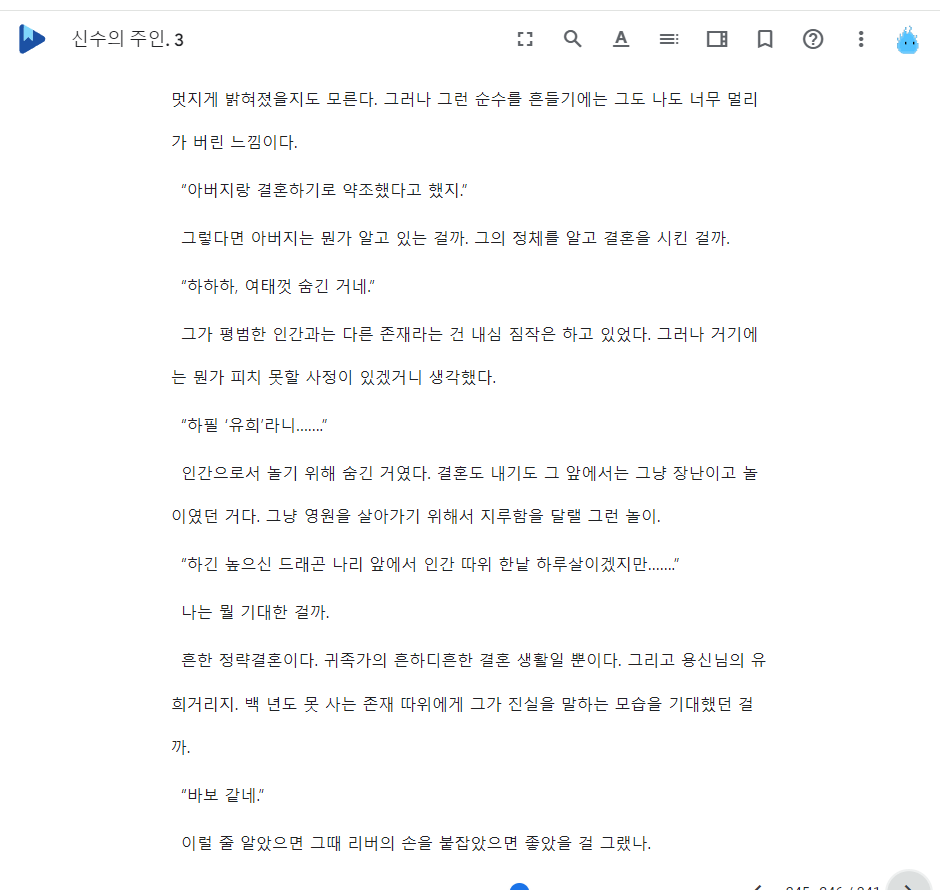 신수의 주인. 3
멋지게 밝혀졌을지도 모른다. 그러나 그런 순수를 흔들기에는 그도 나도 너무 멀리
가 버린 느낌이다.
“아버지랑 결혼하기로 약조했다고 했지.”
그렇다면 아버지는 뭔가 알고 있는 걸까. 그의 정체를 알고 결혼을 시킨 걸까.
“하하하, 여태껏 숨긴 거네.”
그가 평범한 인간과는 다른 존재라는 건 내심 짐작은 하고 있었다. 그러나 거기에
는 뭔가 피치 못할 사정이 있겠거니 생각했다.
“하필 ‘유희’라니…….”
인간으로서 놀기 위해 숨긴 거였다. 결혼도 내기도 그 앞에서는 그냥 장난이고 놀
이였던 거다. 그냥 영원을 살아가기 위해서 지루함을 달랠 그런 놀이.
“하긴 높으신 드래곤 나리 앞에서 인간 따위 한낱 하루살이겠지만…….”
나는 뭘 기대한 걸까.
흔한 정략결혼이다. 귀족가의 흔하디흔한 결혼 생활일 뿐이다. 그리고 용신님의 유
희거리지. 백 년도 못 사는 존재 따위에게 그가 진실을 말하는 모습을 기대했던 걸
까.
“바보 같네.”
이럴 줄 알았으면 그때 리버의 손을 붙잡았으면 좋았을 걸 그랬나.